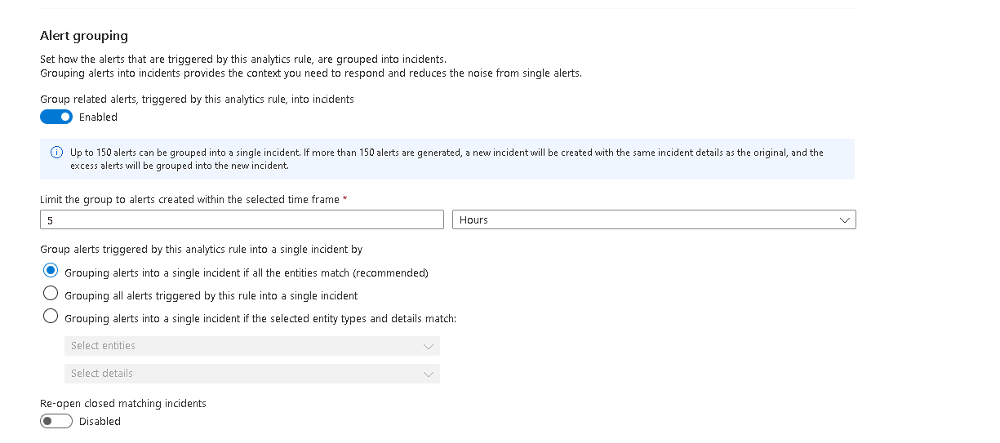 Alert grouping
Set how the alerts that are triggered by this analytics rule, are grouped into incidents.
Grouping alerts into incidents provides the context you need to respond and reduces the noise from single alerts.
Group related alerts, triggered by this analytics rule, into incidents
Enabled
Up to 150 alerts can be grouped into a single incident. If more than 150 alerts are generated, a new incident will be created with the same incident details as the original, and the
excess alerts will be grouped into the new incident.
Limit the group to alerts created within the selected time frame *
5
Hours
Group alerts triggered by this analytics rule into a single incident by
Grouping alerts into a single incident if all the entities match (recommended)
Grouping all alerts triggered by this rule into a single incident
Grouping alerts into a single incident if the selected entity types and details match:
Select entities
Select details
Re-open closed matching incidents
Disabled